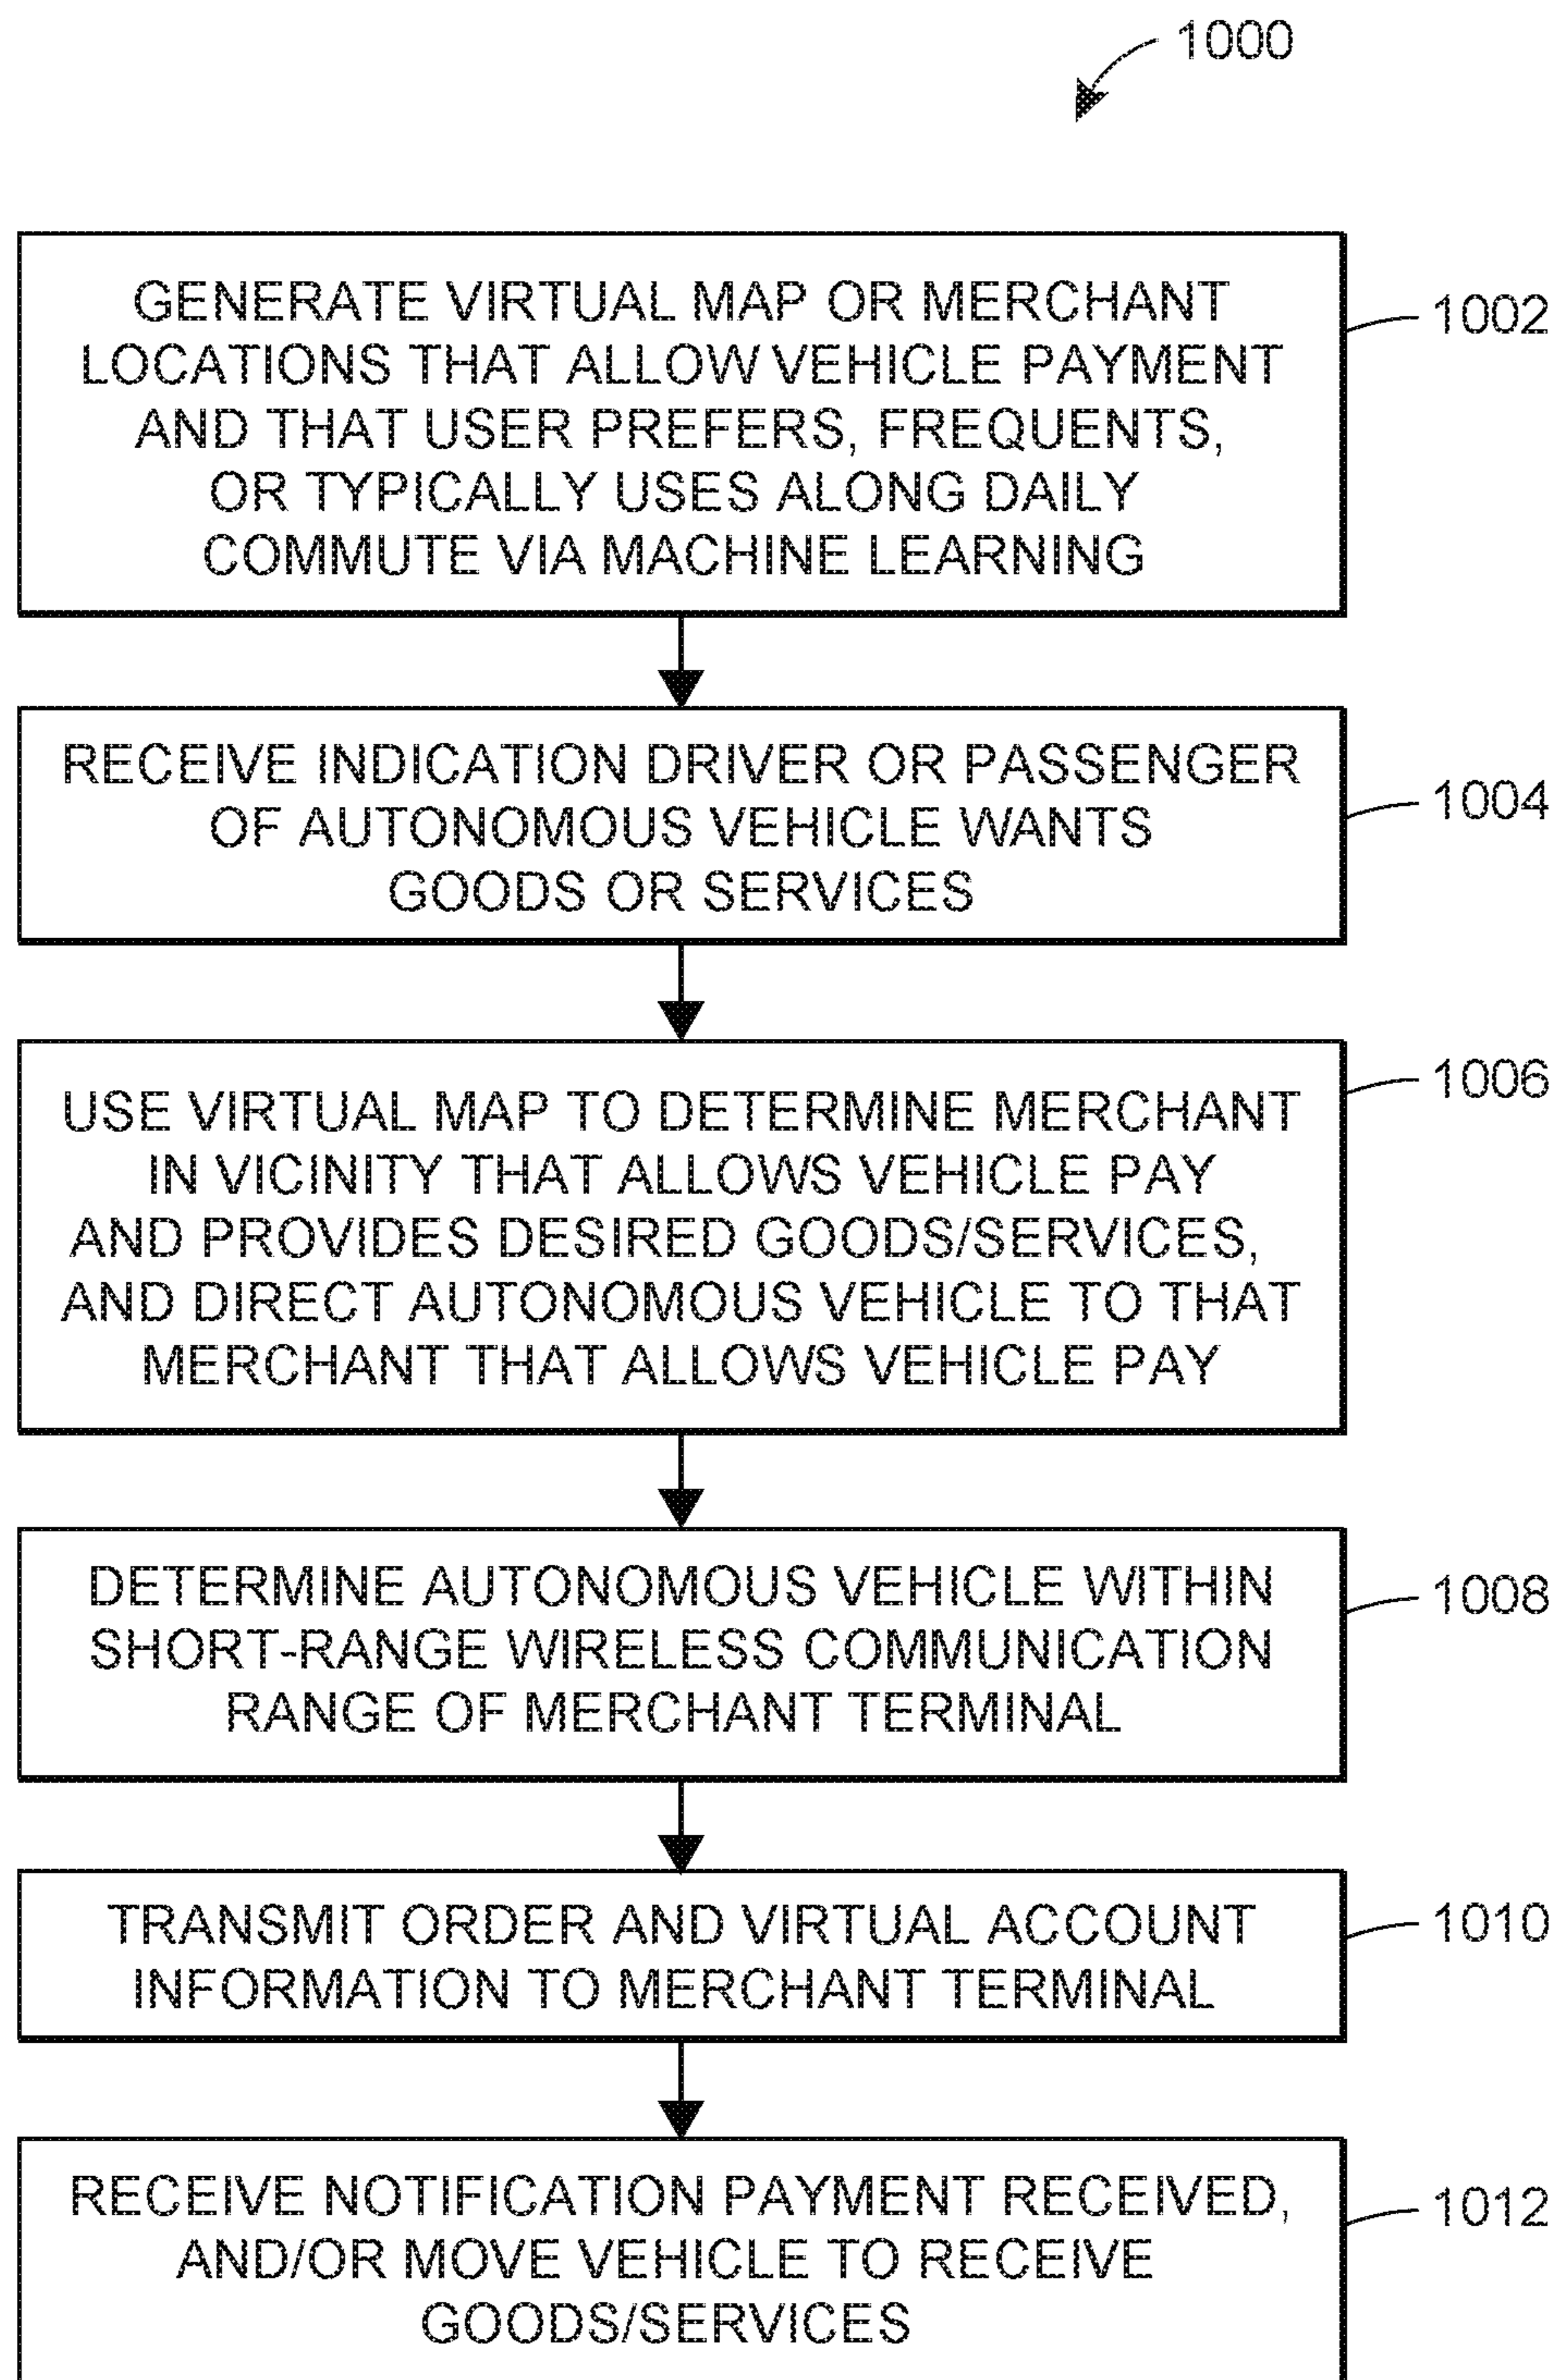 1000
GENERATE VIRTUAL MAP OR MERCHANT
LOCATIONS THAT ALLOW VEHICLE PAYMENT
AND THAT USER PREFERS, FREQUENTS,
OR TYPICALLY USES ALONG DAILY
COMMUTE VIA MACHINE LEARNING
1002
RECEIVE INDICATION DRIVER OR PASSENGER
OF AUTONOMOUS VEHICLE WANTS
GOODS OR SERVICES
1004
USE VIRTUAL MAP TO DETERMINE MERCHANT
IN VICINITY THAT ALLOWS VEHICLE PAY
AND PROVIDES DESIRED GOODS/SERVICES,
AND DIRECT AUTONOMOUS VEHICLE TO THAT
MERCHANT THAT ALLOWS VEHICLE PAY
1006
DETERMINE AUTONOMOUS VEHICLE WITHIN
SHORT-RANGE WIRELESS COMMUNICATION
RANGE OF MERCHANT TERMINAL
1008
TRANSMIT ORDER AND VIRTUAL ACCOUNT
INFORMATION TO MERCHANT TERMINAL
1010
RECEIVE NOTIFICATION PAYMENT RECEIVED,
AND/OR MOVE VEHICLE TO RECEIVE
GOODS/SERVICES
1012